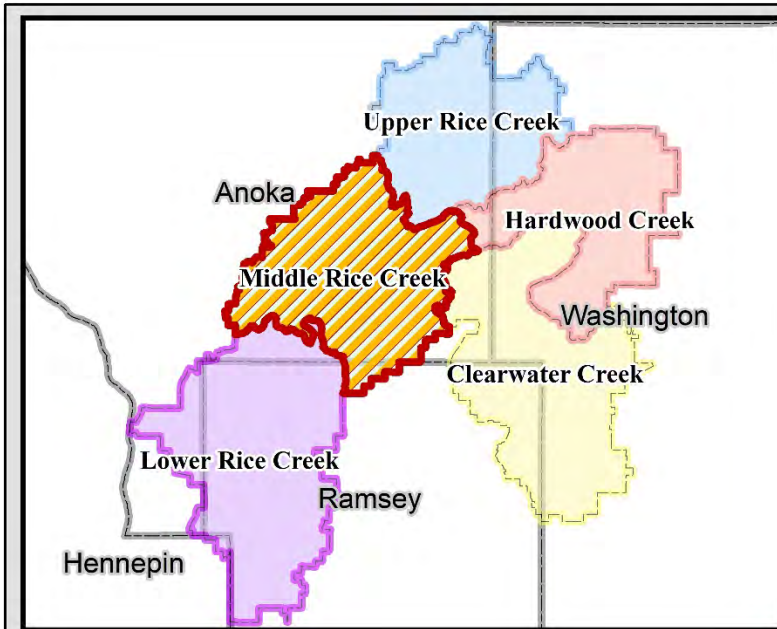 Upper Rice Creek
Anoka
Hardwood Creek
Middle Rice Creek
Washington
Clearwater Creek
Lower Rice Creek
Ramsey
Hennepin